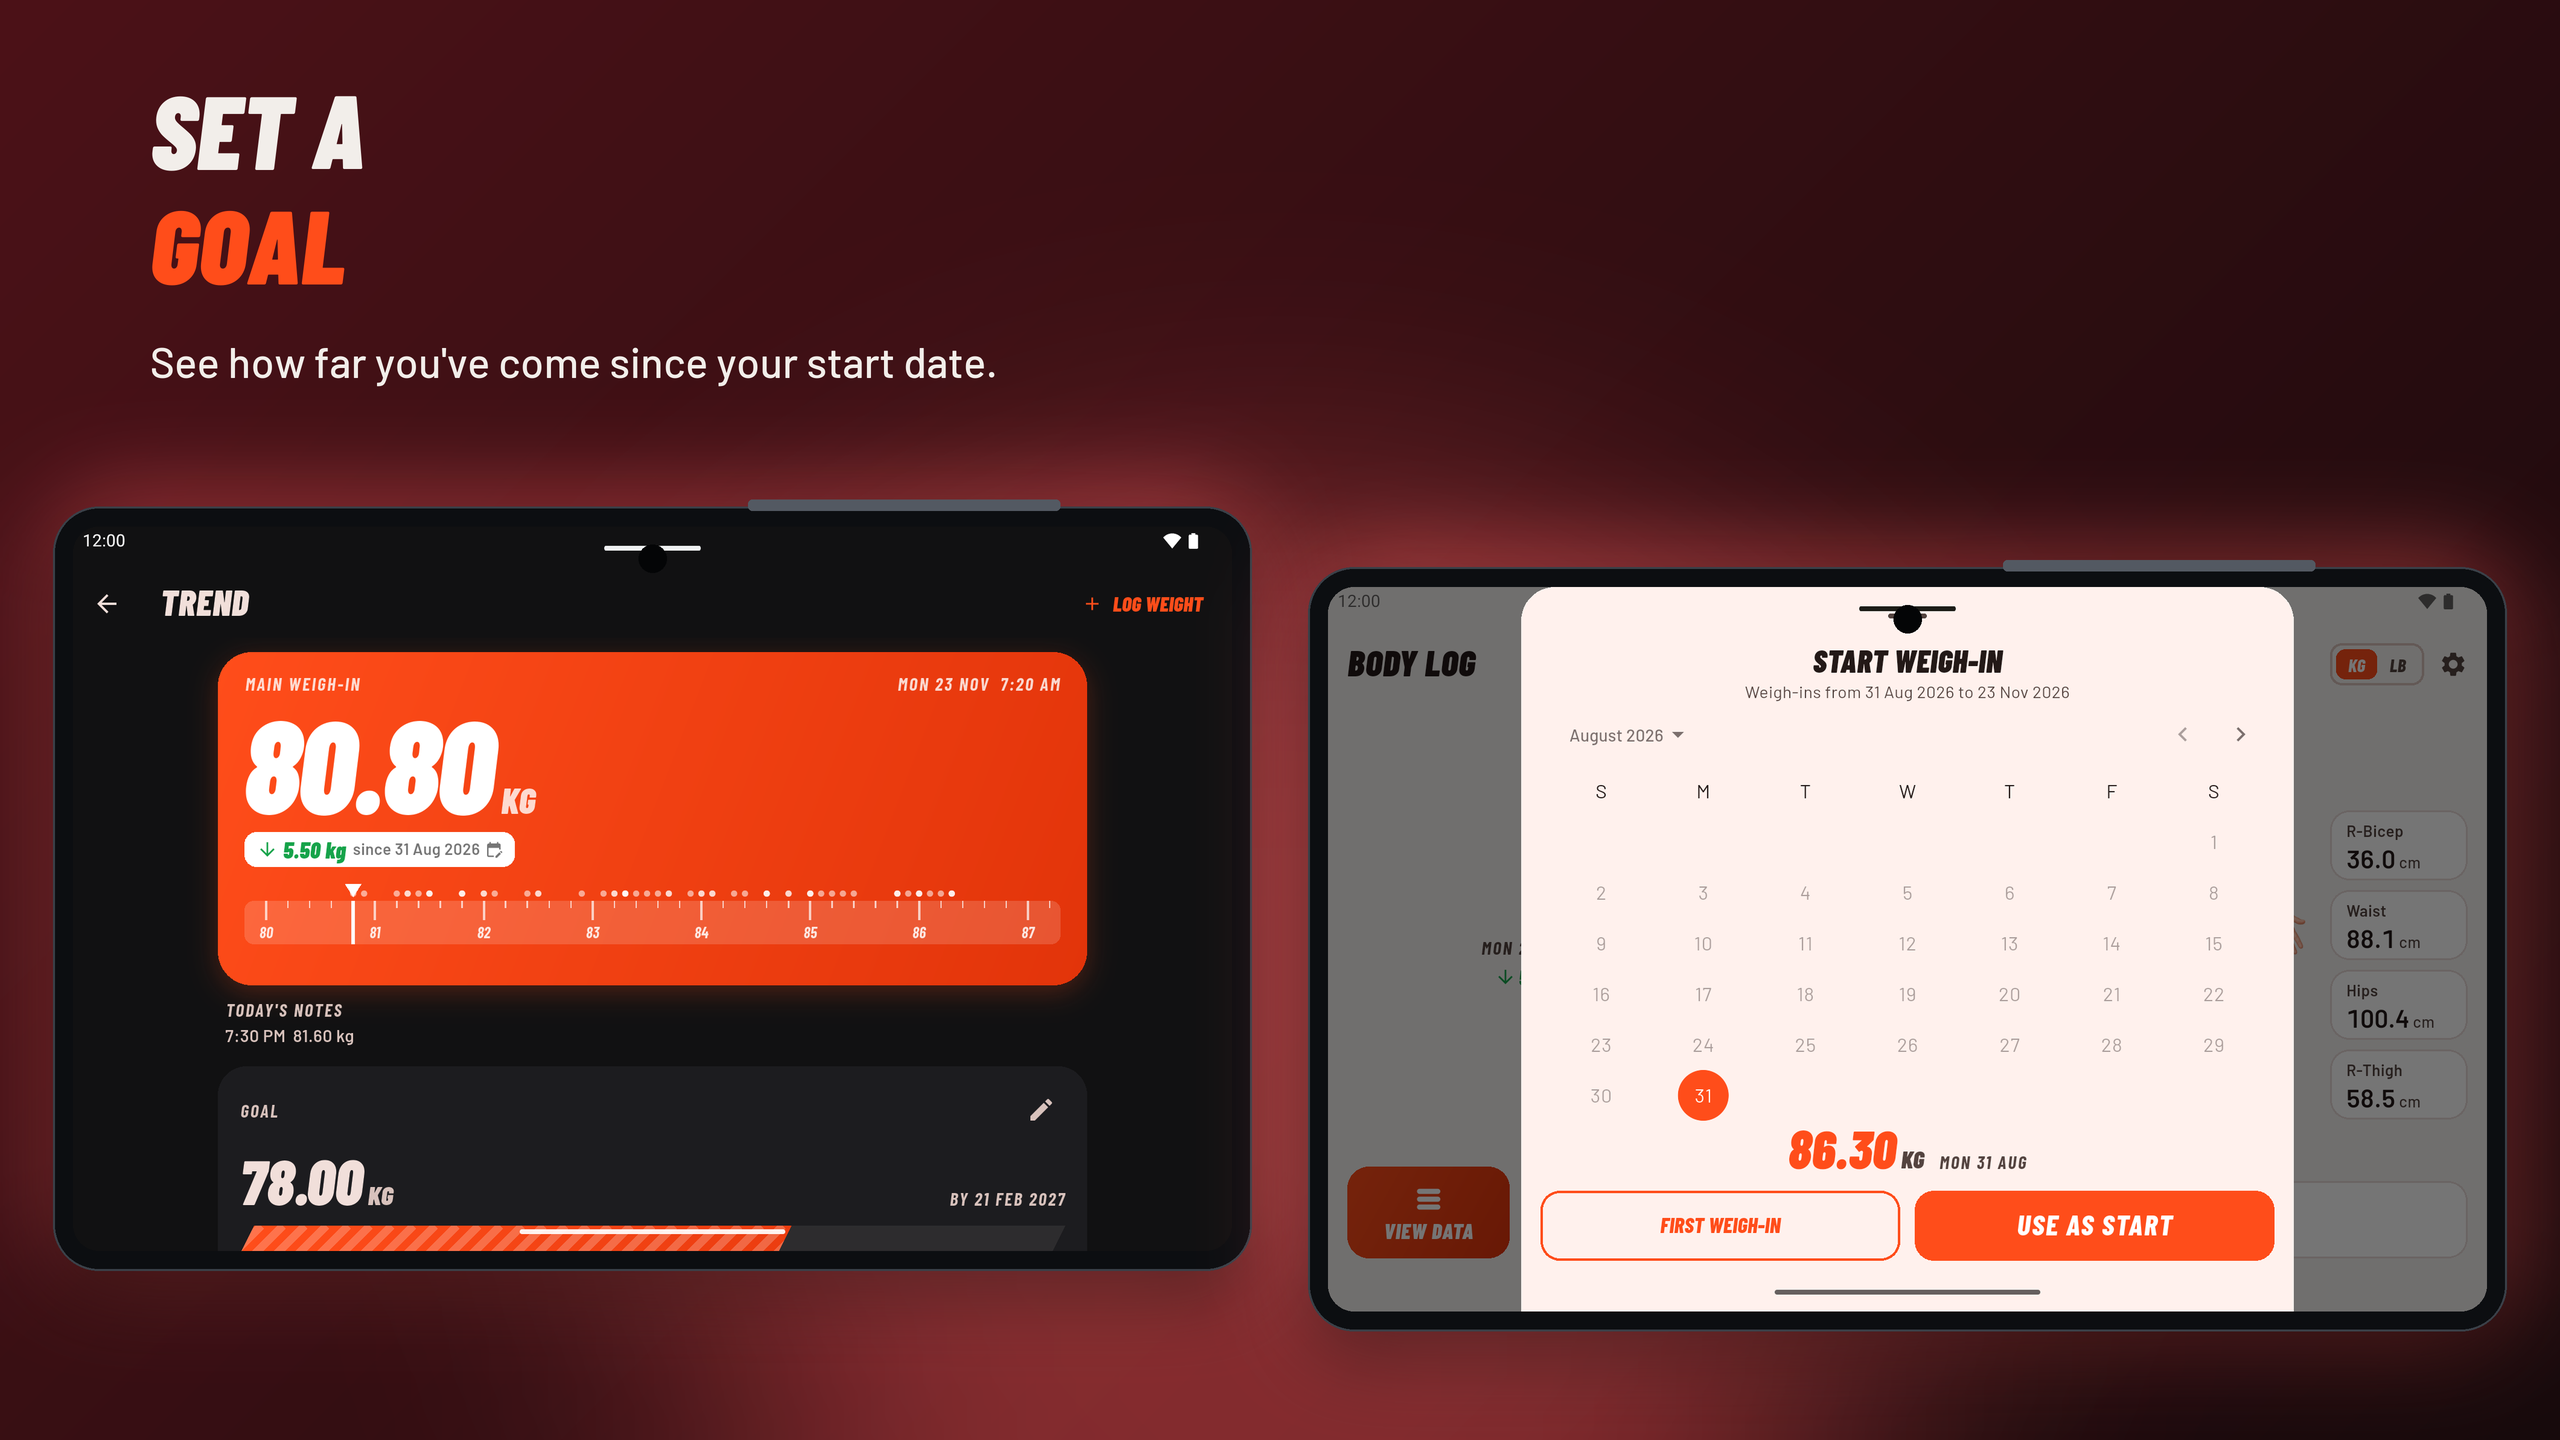 SET A
GOAL
See how far you've come since your start date.
12:00
TREND
+ LOG WEIGHT
MAIN WEIGH-IN
MON 23 NOV 7:20 AM
80.80 KG
5.50 kg since 31 Aug 2026
80 81 82 83 84 85 86 87
TODAY'S NOTES
7:30 PM 81.60 kg
GOAL
78.00 KG
BY 21 FEB 2027
12:00
BODY LOG
KG LB
START WEIGH-IN
Weigh-ins from 31 Aug 2026 to 23 Nov 2026
August 2026
S M T W T F S
1
2 3 4 5 6 7 8
9 10 11 12 13 14 15
16 17 18 19 20 21 22
23 24 25 26 27 28 29
30 31
86.30 KG MON 31 AUG
FIRST WEIGH-IN
USE AS START
MON
R-Bicep
36.0 cm
Waist
88.1 cm
Hips
100.4 cm
R-Thigh
58.5 cm
VIEW DATA